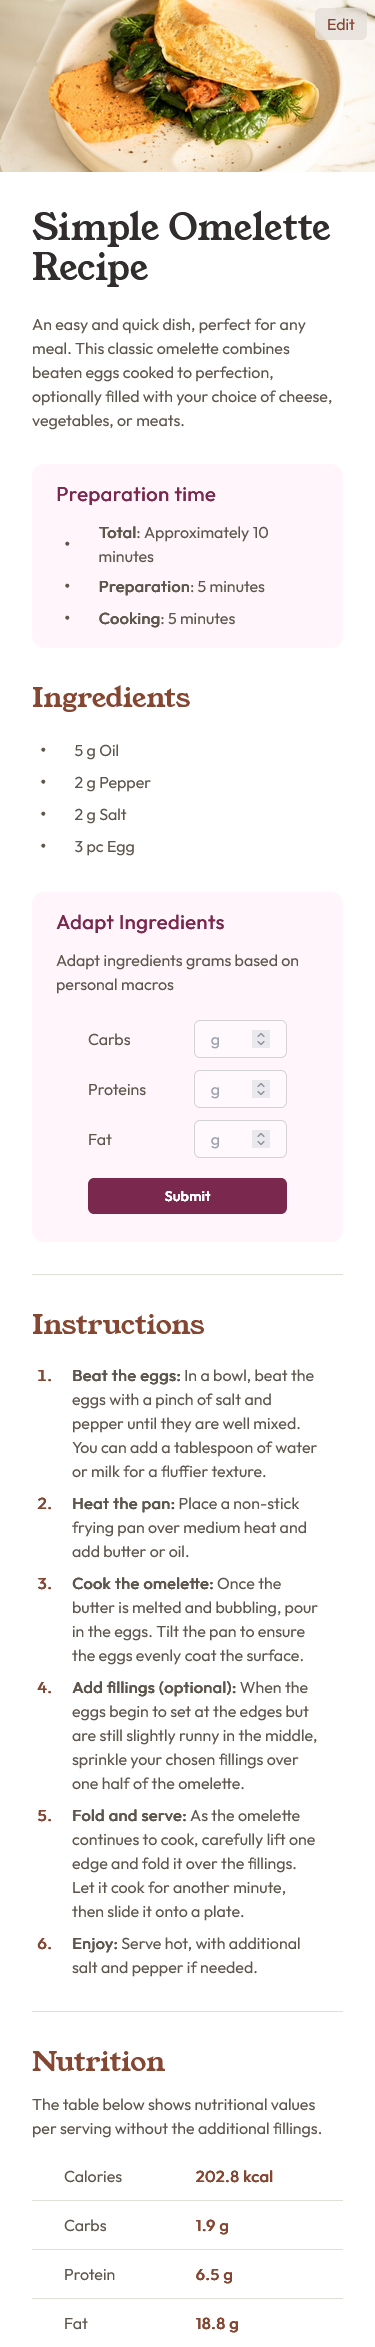 Edit
Simple Omelette
Recipe
An easy and quick dish, perfect for any
meal. This classic omelette combines
beaten eggs cooked to perfection,
optionally filled with your choice of cheese,
vegetables, or meats.
Preparation time
• Total: Approximately 10
minutes
• Preparation: 5 minutes
• Cooking: 5 minutes
Ingredients
• 5 g Oil
• 2 g Pepper
• 2 g Salt
• 3 pc Egg
Adapt Ingredients
Adapt ingredients grams based on
personal macros
Carbs g
Proteins g
Fat g
Submit
Instructions
1. Beat the eggs: In a bowl, beat the
eggs with a pinch of salt and
pepper until they are well mixed.
You can add a tablespoon of water
or milk for a fluffier texture.
2. Heat the pan: Place a non-stick
frying pan over medium heat and
add butter or oil.
3. Cook the omelette: Once the
butter is melted and bubbling, pour
in the eggs. Tilt the pan to ensure
the eggs evenly coat the surface.
4. Add fillings (optional): When the
eggs begin to set at the edges but
are still slightly runny in the middle,
sprinkle your chosen fillings over
one half of the omelette.
5. Fold and serve: As the omelette
continues to cook, carefully lift one
edge and fold it over the fillings.
Let it cook for another minute,
then slide it onto a plate.
6. Enjoy: Serve hot, with additional
salt and pepper if needed.
Nutrition
The table below shows nutritional values
per serving without the additional fillings.
Calories 202.8 kcal
Carbs 1.9 g
Protein 6.5 g
Fat 18.8 g